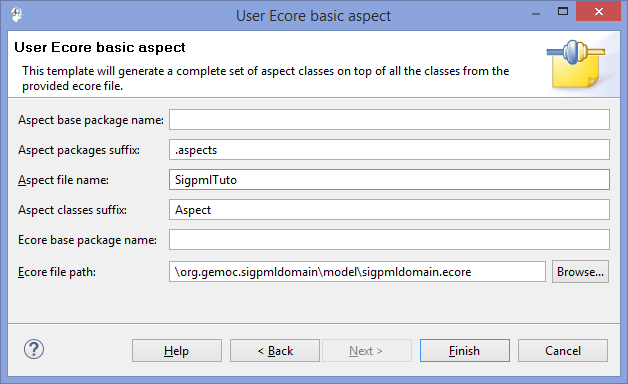 User Ecore basic aspect
User Ecore basic aspect
This template will generate a complete set of aspect classes on top of all the classes from the
provided ecore file.
Aspect base package name:
Aspect packages suffix: .aspects
Aspect file name: SigpmlTuto
Aspect classes suffix: Aspect
Ecore base package name:
Ecore file path: \org.gemoc.sigpmldomain\model\sigpmldomain.ecore Browse...
Help < Back Next > Finish Cancel